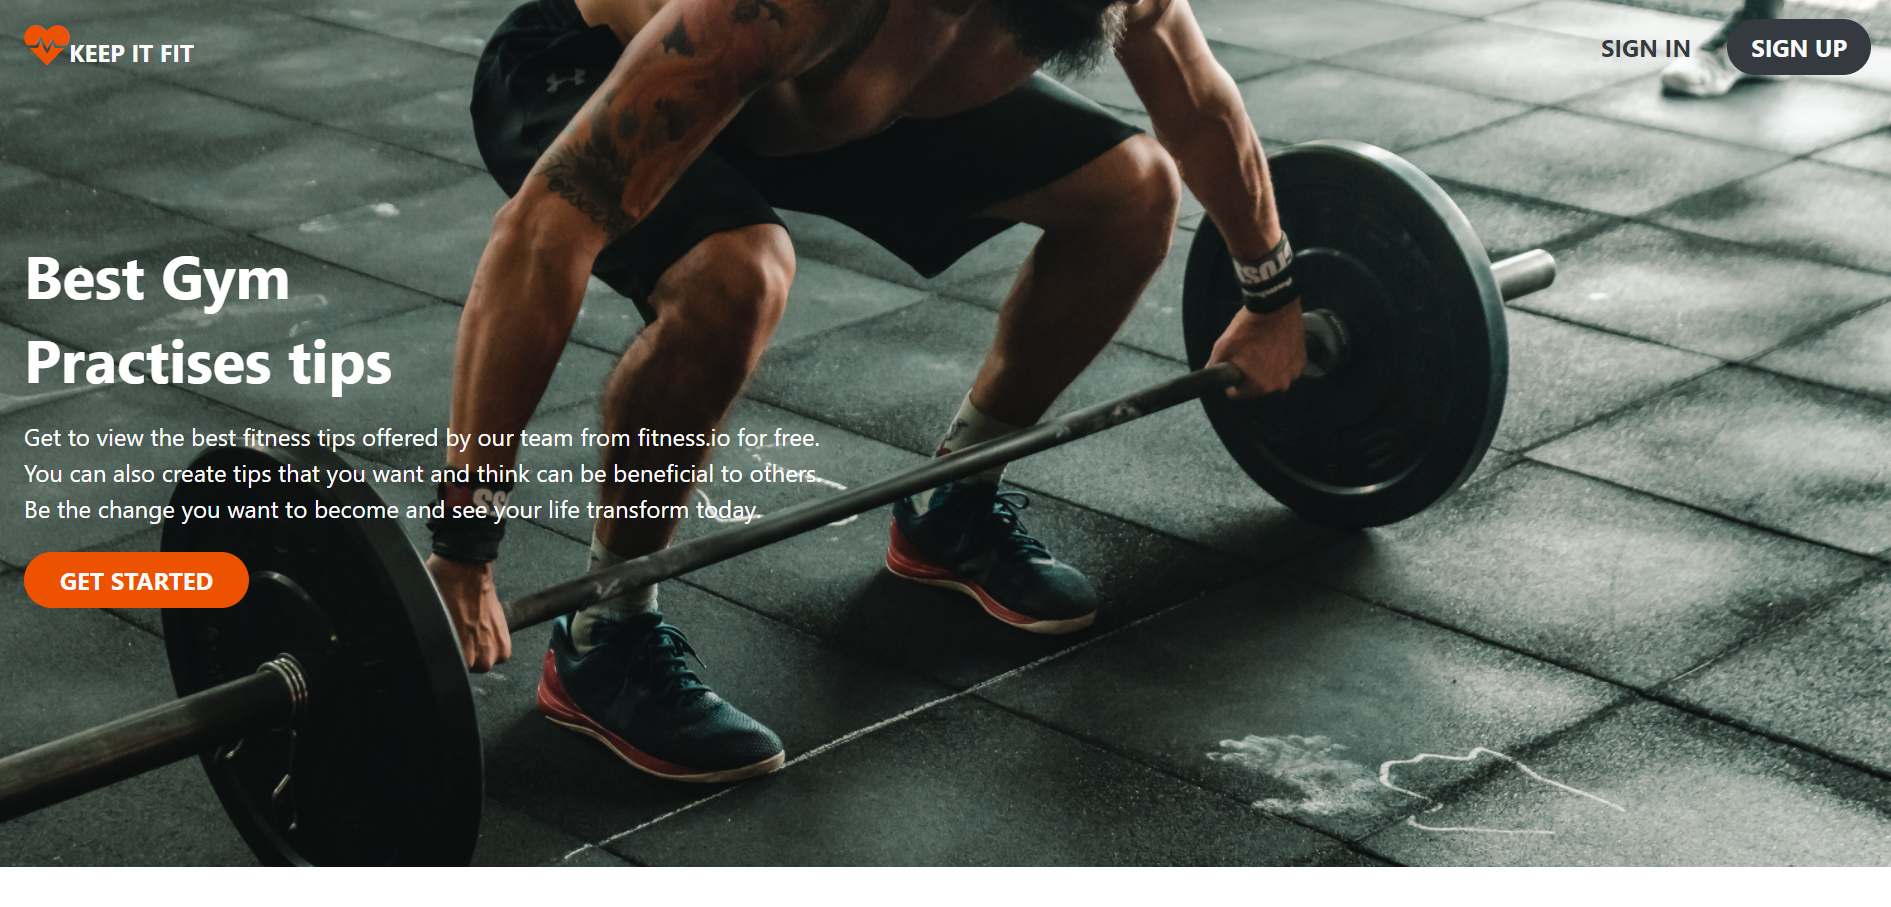 KEEP IT FIT
SIGN IN
SIGN UP
Best Gym
Practises tips
Get to view the best fitness tips offered by our team from fitness.io for free.
You can also create tips that you want and think can be beneficial to others.
Be the change you want to become and see your life transform today.
GET STARTED